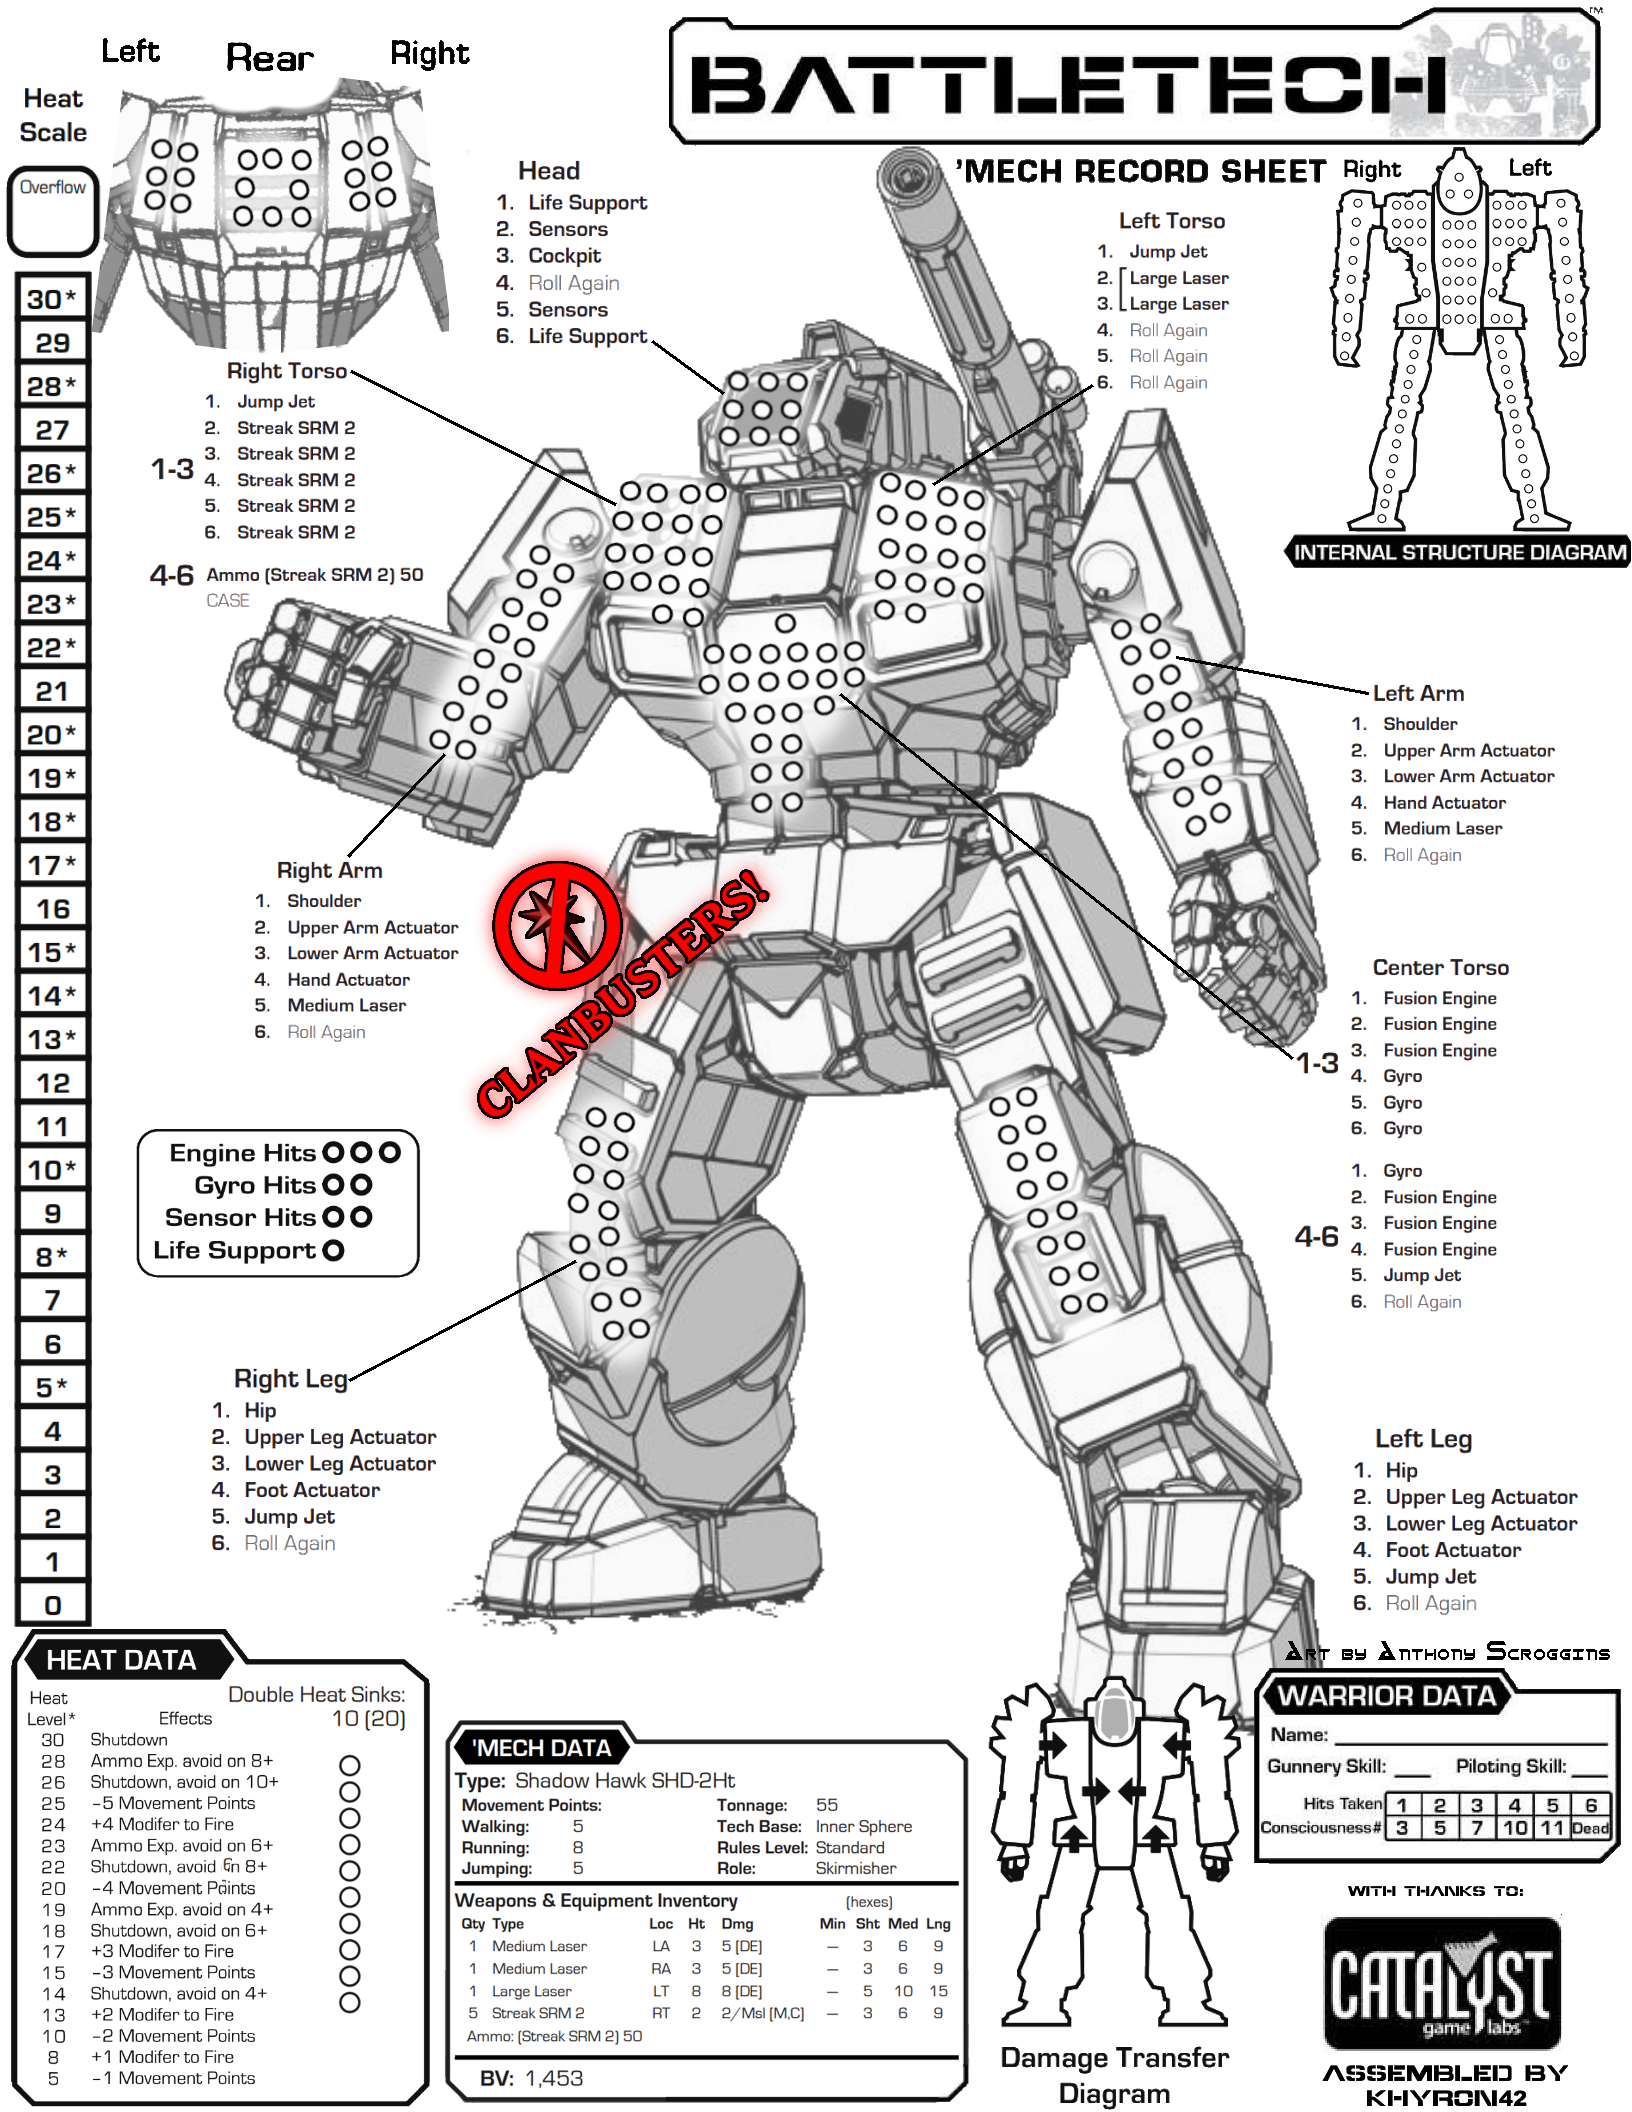 Left Rear Right
BATTLETECH™
'MECH RECORD SHEET
Heat
Scale
Overflow
30*
29
28*
27
26*
25*
24*
23*
22*
21
20*
19*
18*
17*
16
15*
14*
13*
12
11
10*
9
8*
7
6
5*
4
3
2
1
0
Head
1. Life Support
2. Sensors
3. Cockpit
4. Roll Again
5. Sensors
6. Life Support
Left Torso
1. Jump Jet
2. Large Laser
3. Large Laser
4. Roll Again
5. Roll Again
6. Roll Again
Right Left
INTERNAL STRUCTURE DIAGRAM
Right Torso
1-3
1. Jump Jet
2. Streak SRM 2
3. Streak SRM 2
4. Streak SRM 2
5. Streak SRM 2
6. Streak SRM 2
4-6 Ammo (Streak SRM 2) 50
CASE
Left Arm
1. Shoulder
2. Upper Arm Actuator
3. Lower Arm Actuator
4. Hand Actuator
5. Medium Laser
6. Roll Again
Right Arm
1. Shoulder
2. Upper Arm Actuator
3. Lower Arm Actuator
4. Hand Actuator
5. Medium Laser
6. Roll Again
CLANBUSTERS!
Center Torso
1-3
1. Fusion Engine
2. Fusion Engine
3. Fusion Engine
4. Gyro
5. Gyro
6. Gyro
4-6
1. Gyro
2. Fusion Engine
3. Fusion Engine
4. Fusion Engine
5. Jump Jet
6. Roll Again
Engine Hits
Gyro Hits
Sensor Hits
Life Support
Right Leg
1. Hip
2. Upper Leg Actuator
3. Lower Leg Actuator
4. Foot Actuator
5. Jump Jet
6. Roll Again
Left Leg
1. Hip
2. Upper Leg Actuator
3. Lower Leg Actuator
4. Foot Actuator
5. Jump Jet
6. Roll Again
Art by Anthony Scroggins
HEAT DATA
Double Heat Sinks:
10 (20)
Heat
Level* Effects
30 Shutdown
28 Ammo Exp. avoid on 8+
26 Shutdown, avoid on 10+
25 -5 Movement Points
24 +4 Modifer to Fire
23 Ammo Exp. avoid on 6+
22 Shutdown, avoid on 8+
20 -4 Movement Points
19 Ammo Exp. avoid on 4+
18 Shutdown, avoid on 6+
17 +3 Modifer to Fire
15 -3 Movement Points
14 Shutdown, avoid on 4+
13 +2 Modifer to Fire
10 -2 Movement Points
8 +1 Modifer to Fire
5 -1 Movement Points
'MECH DATA
Type: Shadow Hawk SHD-2Ht
Movement Points: Tonnage: 55
Walking: 5 Tech Base: Inner Sphere
Running: 8 Rules Level: Standard
Jumping: 5 Role: Skirmisher
Weapons & Equipment Inventory (hexes)
Qty Type Loc Ht Dmg Min Sht Med Lng
1 Medium Laser LA 3 5 [DE] — 3 6 9
1 Medium Laser RA 3 5 [DE] — 3 6 9
1 Large Laser LT 8 8 [DE] — 5 10 15
5 Streak SRM 2 RT 2 2/Msl [M,C] — 3 6 9
Ammo: (Streak SRM 2) 50
BV: 1,453
Damage Transfer
Diagram
WARRIOR DATA
Name:
Gunnery Skill: Piloting Skill:
Hits Taken 1 2 3 4 5 6
Consciousness# 3 5 7 10 11 Dead
WITH THANKS TO:
CATALYST
game labs™
ASSEMBLED BY
KHYRON42